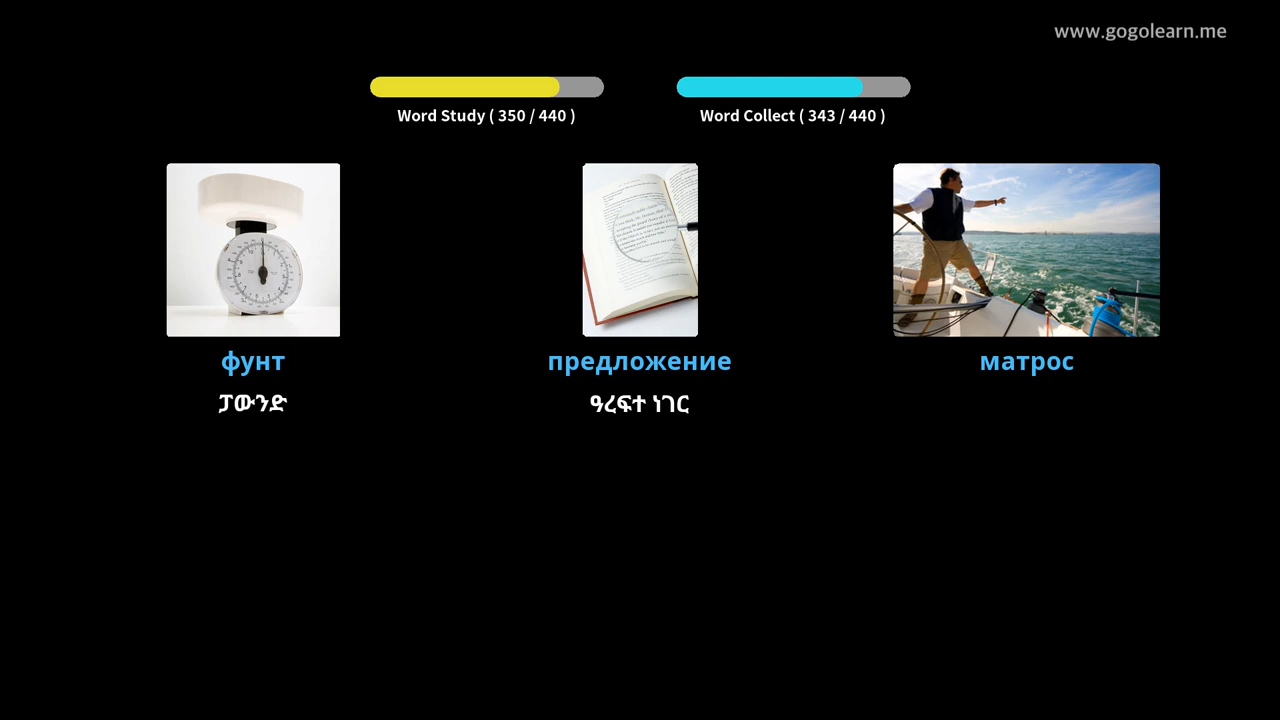 www.gogolearn.me
Word Study ( 350 / 440 )
Word Collect ( 343 / 440 )
фунт
предложение
матрос
ፓውንድ
ዓረፍተ ነገር